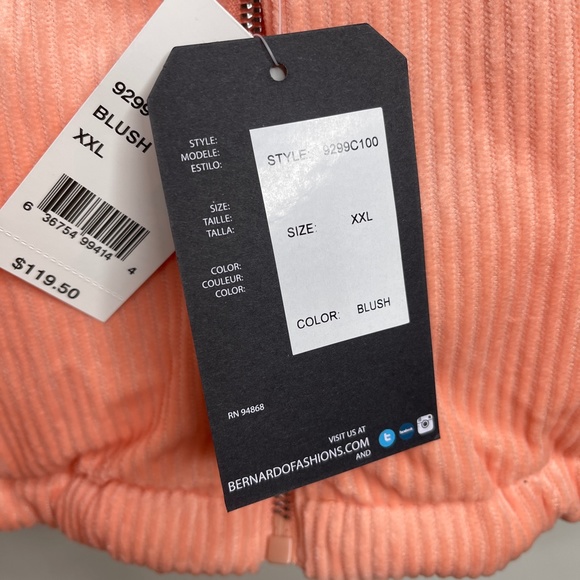 BLUSH
XXL
6 36754 99414 4
$119.50
STYLE:
MODELE:
ESTILO:
STYLE: 9299C100
SIZE:
TAILLE:
TALLA:
SIZE: XXL
COLOR:
COULEUR:
COLOR:
COLOR: BLUSH
RN 94868
VISIT US AT
BERNARDOFASHIONS.COM
AND
facebook